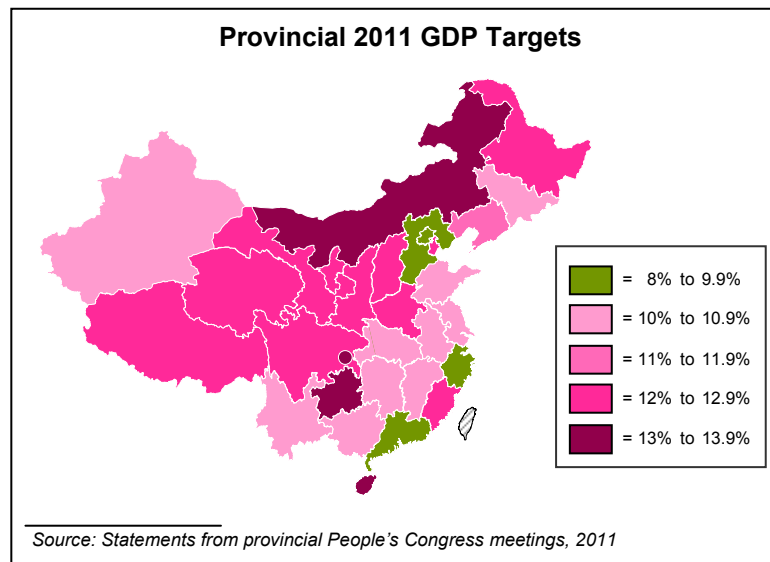 Provincial 2011 GDP Targets
= 8% to 9.9%
= 10% to 10.9%
= 11% to 11.9%
= 12% to 12.9%
= 13% to 13.9%
Source: Statements from provincial People's Congress meetings, 2011